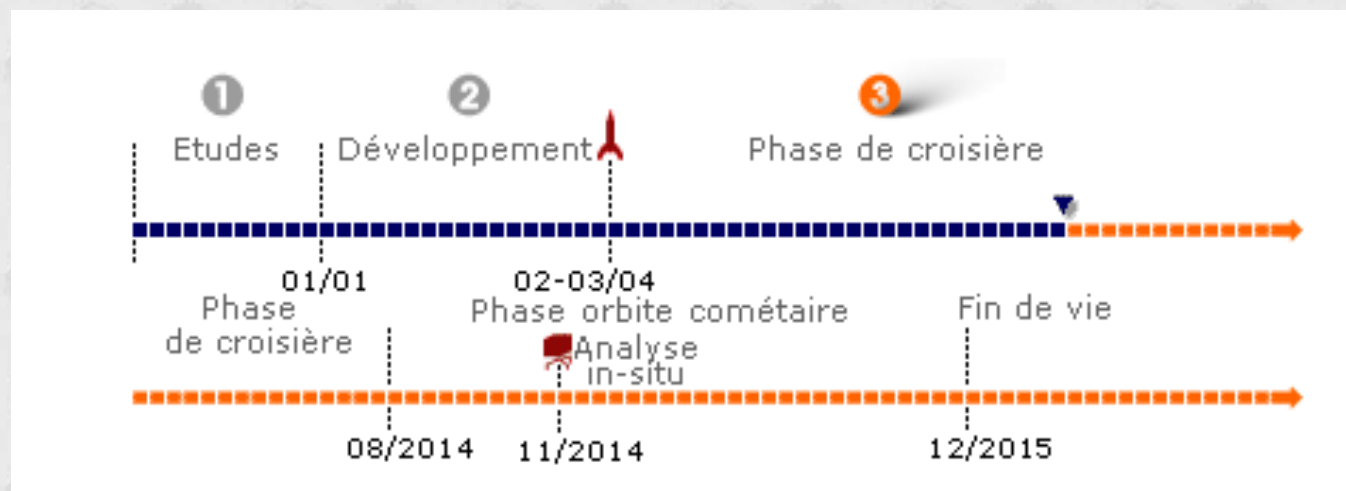 1 2 3
Etudes Développement Phase de croisière
01/01 02-03/04
Phase
de croisière
Phase orbite cométaire
Fin de vie
Analyse
in-situ
08/2014 11/2014 12/2015